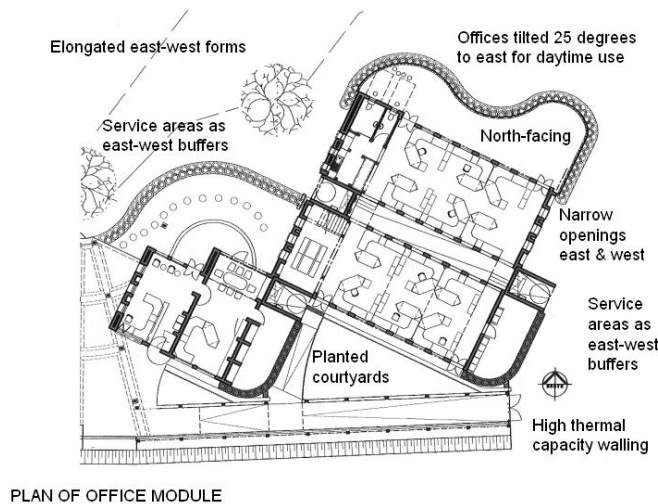 Elongated east-west forms
Offices tilted 25 degrees
to east for daytime use
Service areas as
east-west buffers
North-facing
Narrow
openings
east & west
Service
areas as
east-west
buffers
Planted
courtyards
High thermal
capacity walling
PLAN OF OFFICE MODULE